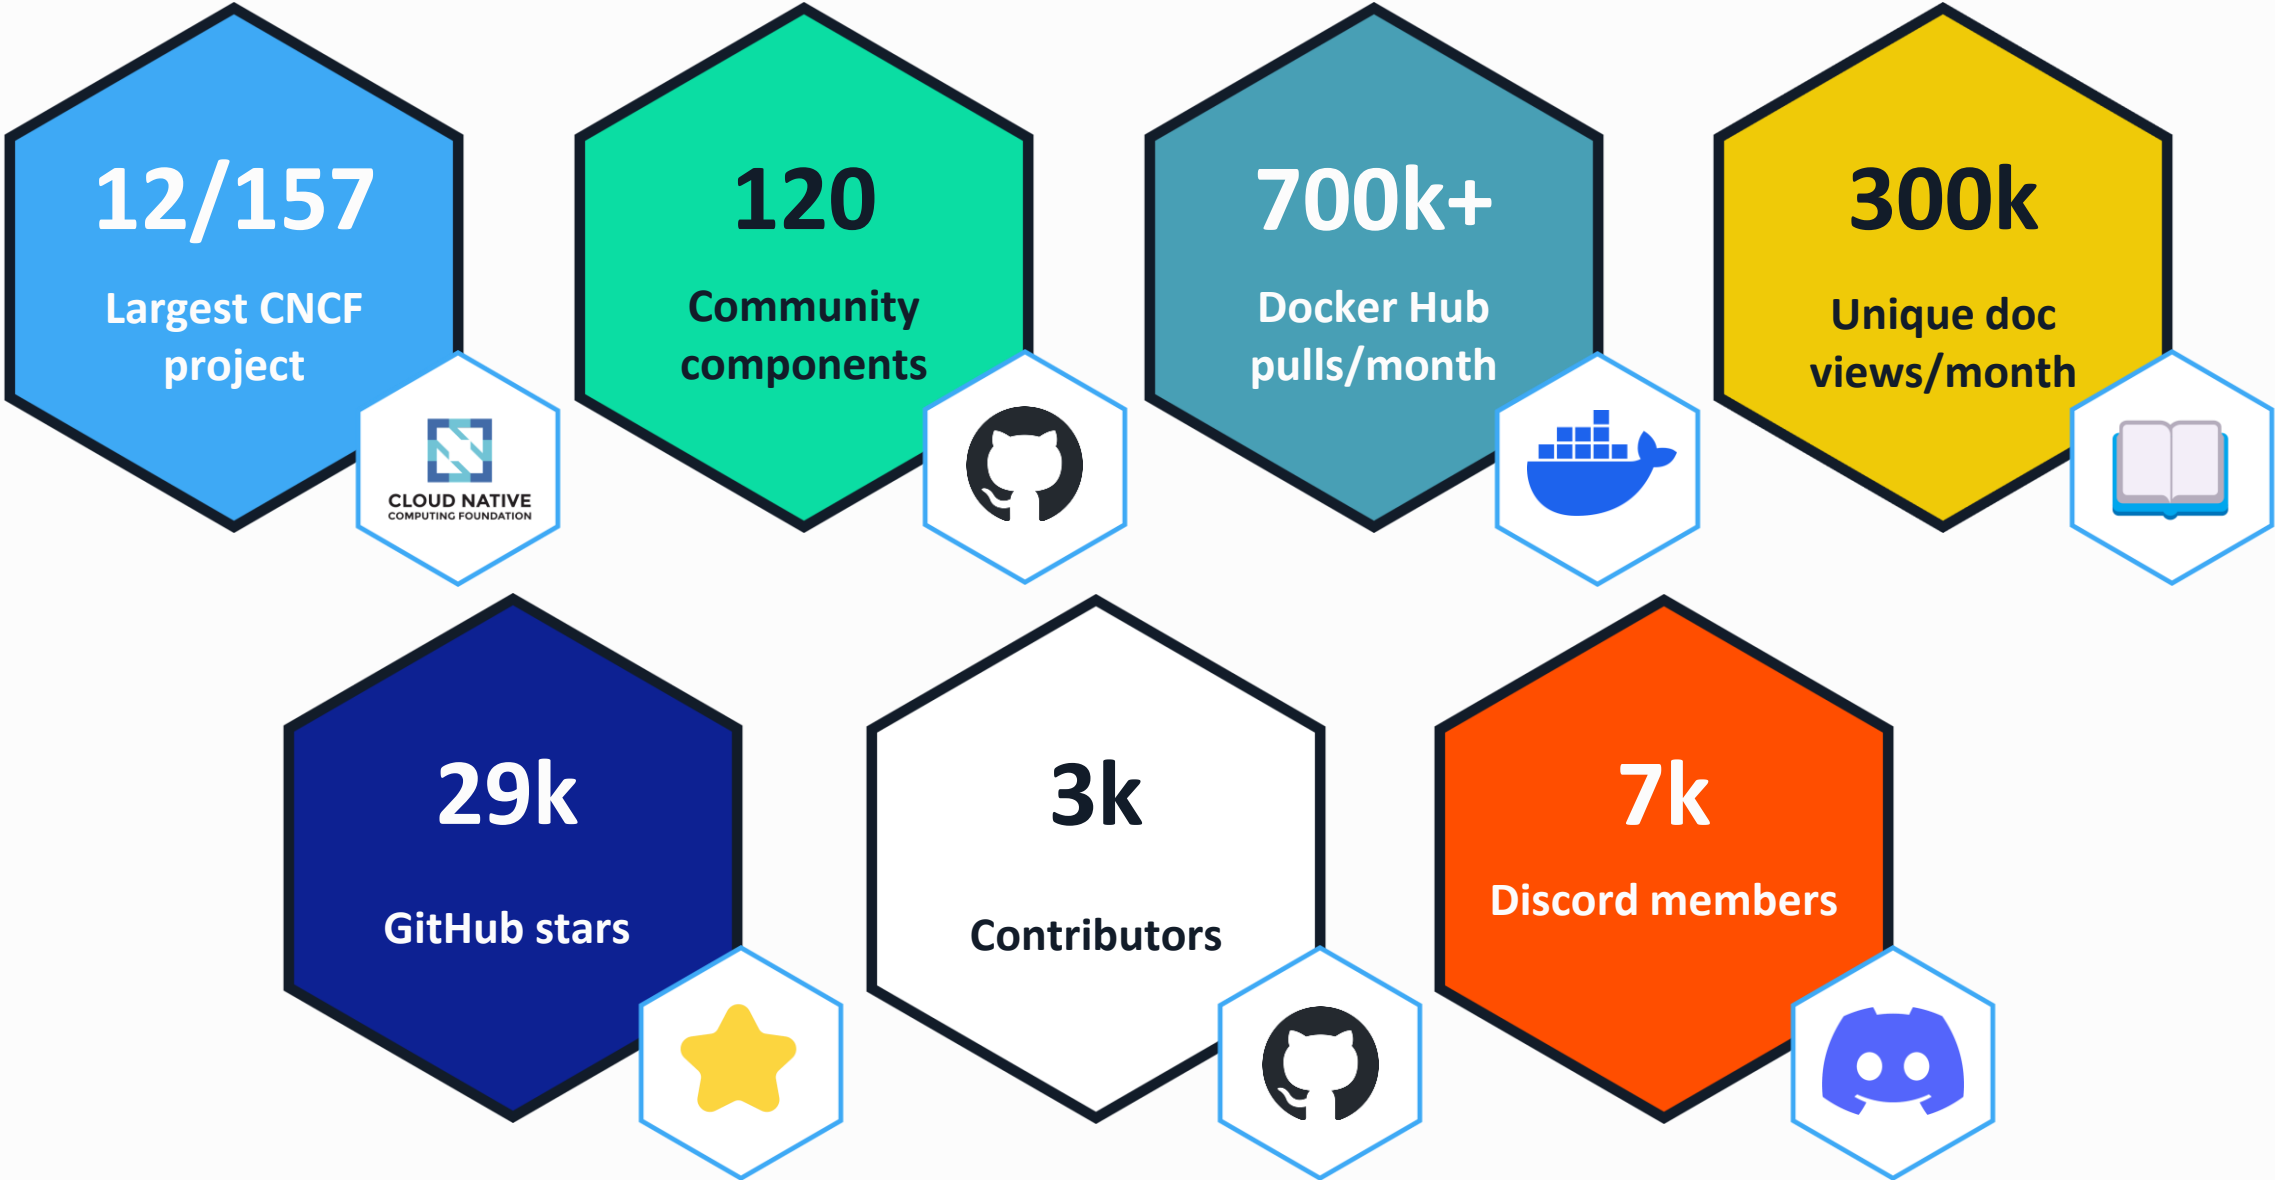 12/157
Largest CNCF
project
CLOUD NATIVE
COMPUTING FOUNDATION
120
Community
components
700k+
Docker Hub
pulls/month
300k
Unique doc
views/month
29k
GitHub stars
3k
Contributors
7k
Discord members